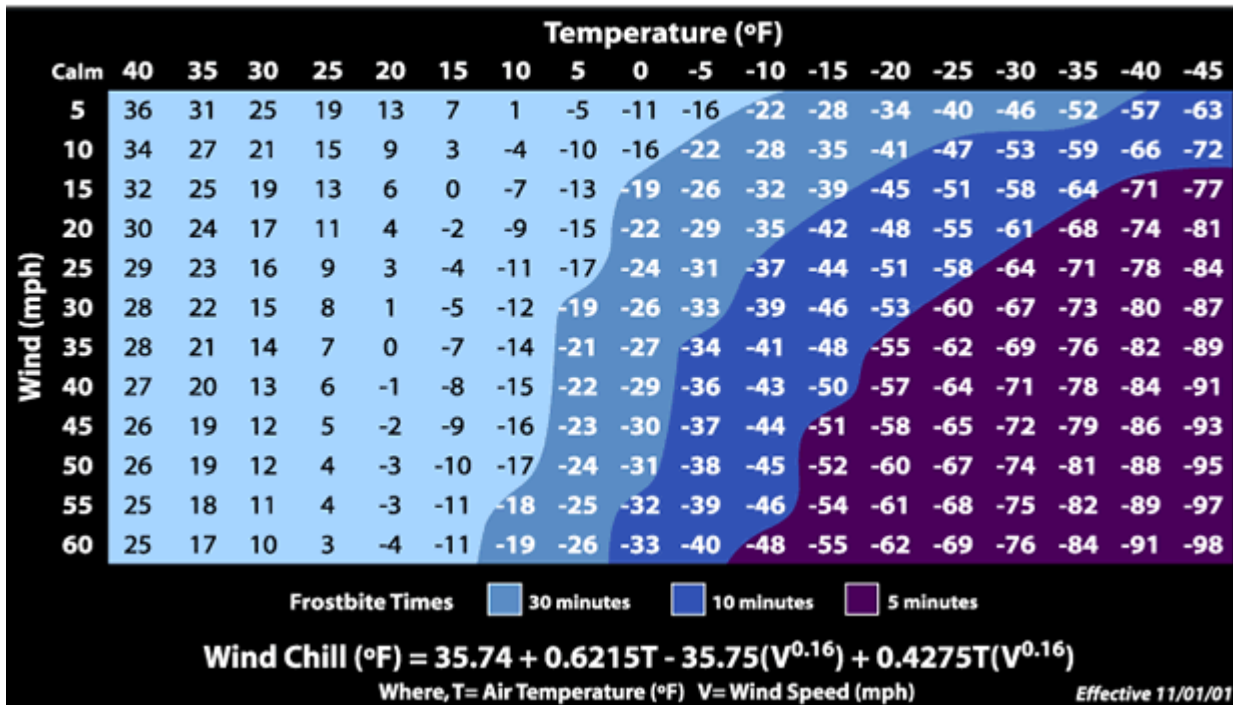 Temperature (ºF)
Calm 40 35 30 25 20 15 10 5 0 -5 -10 -15 -20 -25 -30 -35 -40 -45
5 36 31 25 19 13 7 1 -5 -11 -16 -22 -28 -34 -40 -46 -52 -57 -63
10 34 27 21 15 9 3 -4 -10 -16 -22 -28 -35 -41 -47 -53 -59 -66 -72
15 32 25 19 13 6 0 -7 -13 -19 -26 -32 -39 -45 -51 -58 -64 -71 -77
20 30 24 17 11 4 -2 -9 -15 -22 -29 -35 -42 -48 -55 -61 -68 -74 -81
25 29 23 16 9 3 -4 -11 -17 -24 -31 -37 -44 -51 -58 -64 -71 -78 -84
30 28 22 15 8 1 -5 -12 -19 -26 -33 -39 -46 -53 -60 -67 -73 -80 -87
35 28 21 14 7 0 -7 -14 -21 -27 -34 -41 -48 -55 -62 -69 -76 -82 -89
40 27 20 13 6 -1 -8 -15 -22 -29 -36 -43 -50 -57 -64 -71 -78 -84 -91
45 26 19 12 5 -2 -9 -16 -23 -30 -37 -44 -51 -58 -65 -72 -79 -86 -93
50 26 19 12 4 -3 -10 -17 -24 -31 -38 -45 -52 -60 -67 -74 -81 -88 -95
55 25 18 11 4 -3 -11 -18 -25 -32 -39 -46 -54 -61 -68 -75 -82 -89 -97
60 25 17 10 3 -4 -11 -19 -26 -33 -40 -48 -55 -62 -69 -76 -84 -91 -98
Wind (mph)
Frostbite Times 30 minutes 10 minutes 5 minutes
Wind Chill (ºF) = 35.74 + 0.6215T - 35.75(V^0.16) + 0.4275T(V^0.16)
Where, T= Air Temperature (ºF) V= Wind Speed (mph) Effective 11/01/01